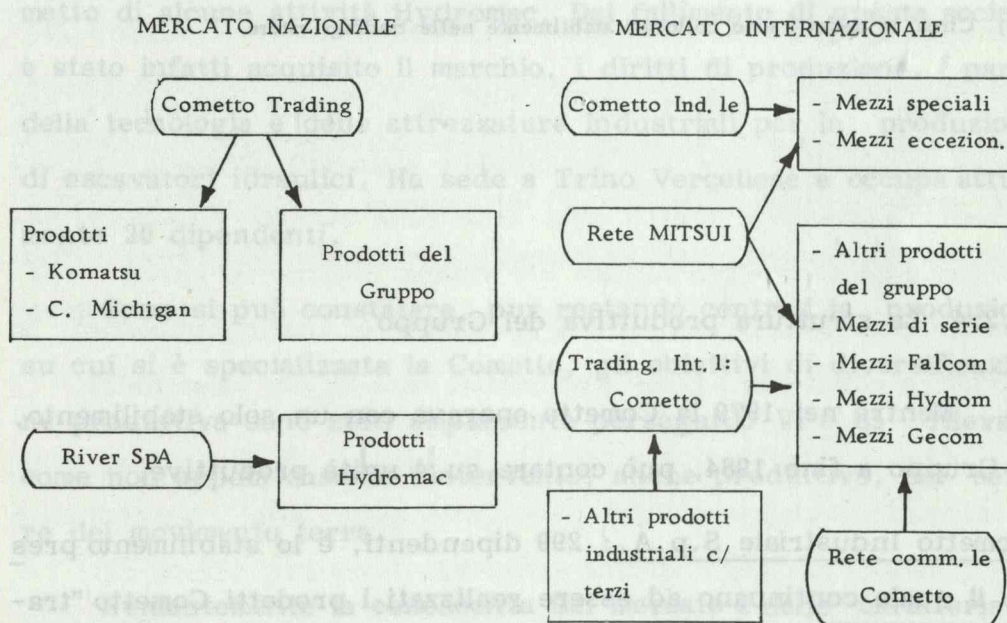 MERCATO NAZIONALE
Cometto Trading
Prodotti
- Komatsu
- C. Michigan
Prodotti del
Gruppo
River SpA
Prodotti
Hydromac
MERCATO INTERNAZIONALE
Cometto Ind. le
- Mezzi speciali
- Mezzi eccezion.
Rete MITSUI
- Altri prodotti
del gruppo
- Mezzi di serie
- Mezzi Falcom
- Mezzi Hydrom
- Mezzi Gecom
Trading. Int l:
Cometto
- Altri prodotti
industriali c/
terzi
Rete comm. le
Cometto